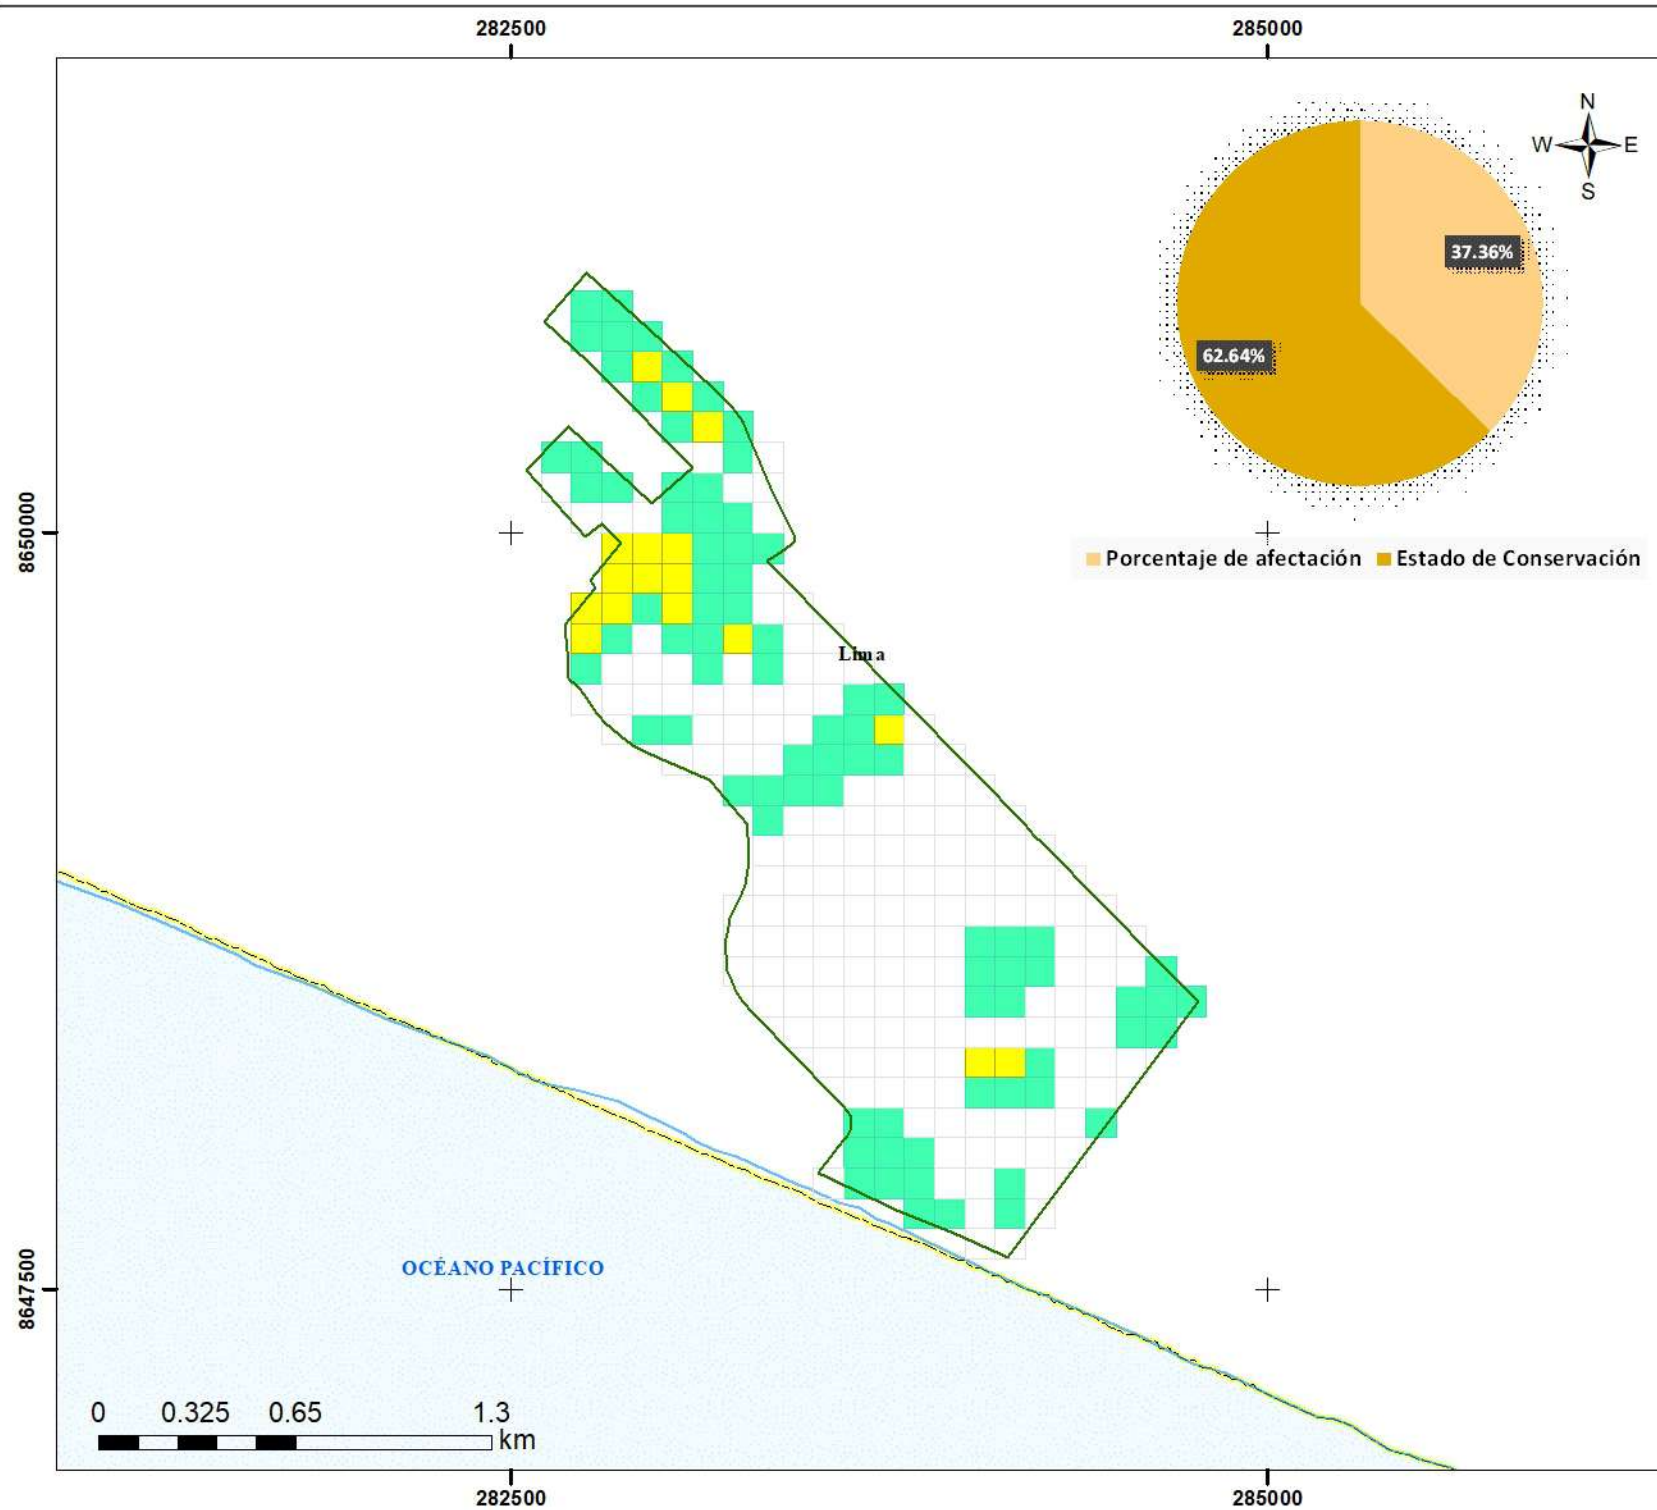 282500
285000
N
W
E
S
37.36%
62.64%
8650000
Porcentaje de afectación
Estado de Conservación
Lima
OCÉANO PACÍFICO
8647500
0 0.325 0.65 1.3
km
282500
285000